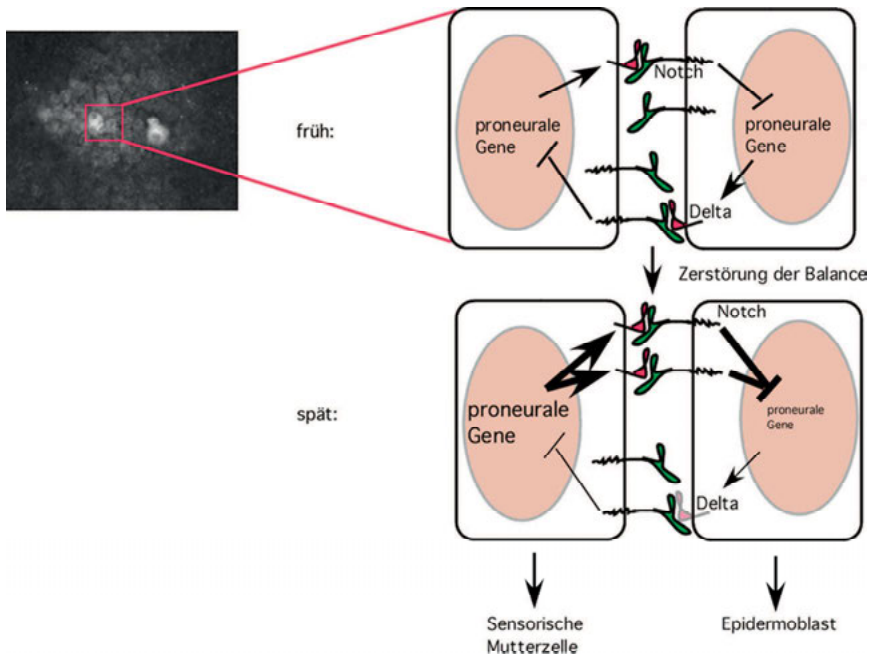 früh:
proneurale
Gene
Notch
proneurale
Gene
Delta
Zerstörung der Balance
spät:
Notch
proneurale
Gene
proneurale
Gene
Delta
Sensorische
Mutterzelle
Epidermoblast